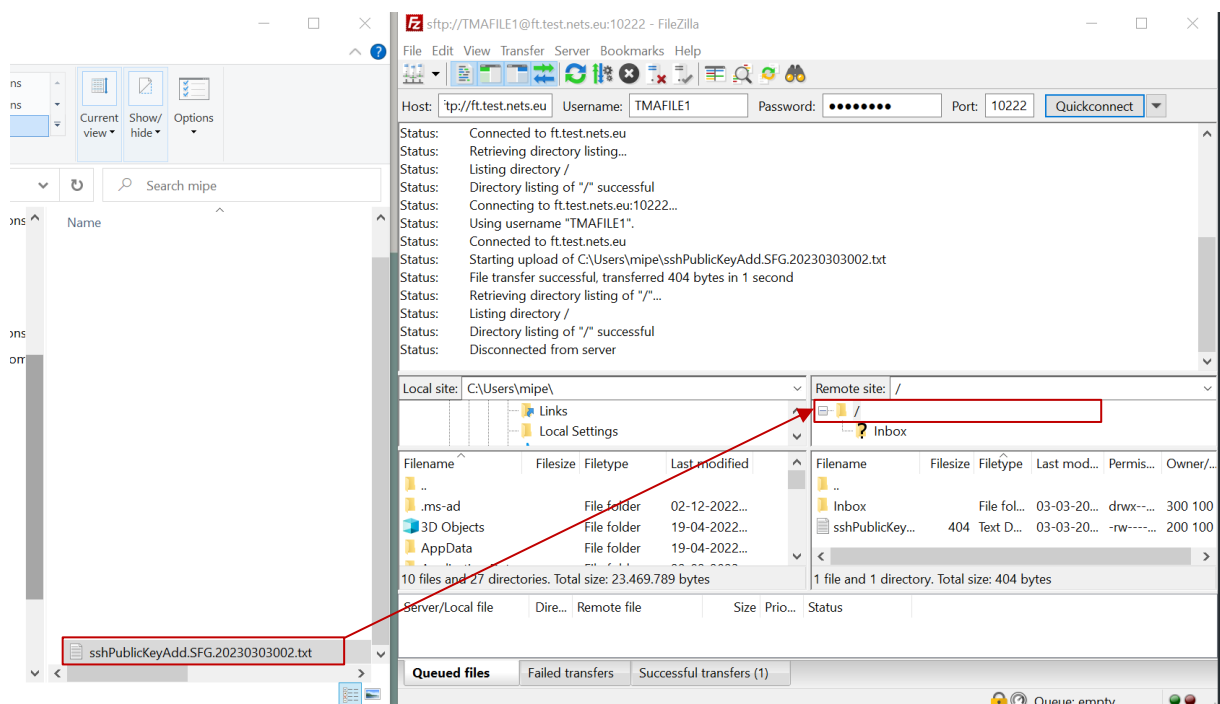 sftp://TMAFILE1@ft.test.nets.eu:10222 - FileZilla
File Edit View Transfer Server Bookmarks Help
ns
ns
Current view
Show/ hide
Options
Host: tp://ft.test.nets.eu Username: TMAFILE1 Password: ●●●●●●●● Port: 10222 Quickconnect
Search mipe
ons
Name
ons
om
sshPublicKeyAdd.SFG.20230303002.txt
Status: Connected to ft.test.nets.eu
Status: Retrieving directory listing...
Status: Listing directory /
Status: Directory listing of "/" successful
Status: Connecting to ft.test.nets.eu:10222...
Status: Using username "TMAFILE1".
Status: Connected to ft.test.nets.eu
Status: Starting upload of C:\Users\mipe\sshPublicKeyAdd.SFG.20230303002.txt
Status: File transfer successful, transferred 404 bytes in 1 second
Status: Retrieving directory listing of "/"...
Status: Listing directory /
Status: Directory listing of "/" successful
Status: Disconnected from server
Local site: C:\Users\mipe\
Links
Local Settings
Filename Filesize Filetype Last modified
..
.ms-ad File folder 02-12-2022...
3D Objects File folder 19-04-2022...
AppData File folder 19-04-2022...
10 files and 27 directories. Total size: 23.469.789 bytes
Remote site: /
/
Inbox
Filename Filesize Filetype Last mod... Permis... Owner/...
..
Inbox File fol... 03-03-20... drwx--... 300 100
sshPublicKey... 404 Text D... 03-03-20... -rw----... 200 100
1 file and 1 directory. Total size: 404 bytes
Server/Local file Dire... Remote file Size Prio... Status
Queued files Failed transfers Successful transfers (1)
Queue: empty